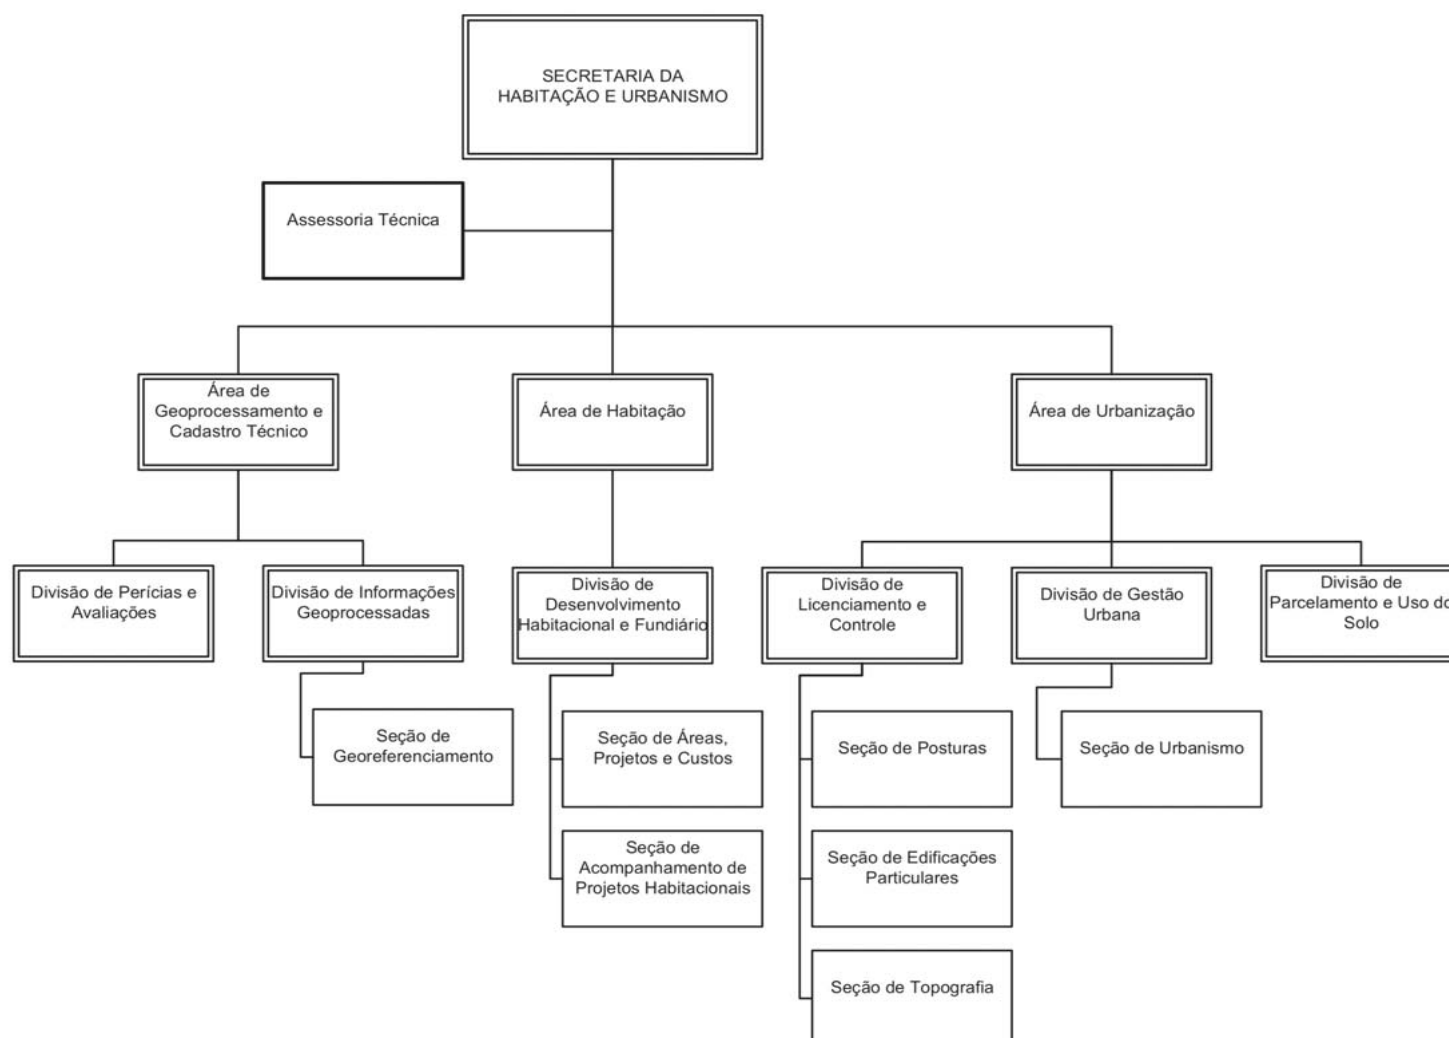 SECRETARIA DA
HABITAÇÃO E URBANISMO
Assessoria Técnica
Área de
Geoprocessamento e
Cadastro Técnico
Área de Habitação
Área de Urbanização
Divisão de Perícias e
Avaliações
Divisão de Informações
Geoprocessadas
Divisão de
Desenvolvimento
Habitacional e Fundiário
Divisão de
Licenciamento e
Controle
Divisão de Gestão
Urbana
Divisão de
Parcelamento e Uso do
Solo
Seção de
Georeferenciamento
Seção de Áreas,
Projetos e Custos
Seção de Posturas
Seção de Urbanismo
Seção de
Acompanhamento de
Projetos Habitacionais
Seção de Edificações
Particulares
Seção de Topografia